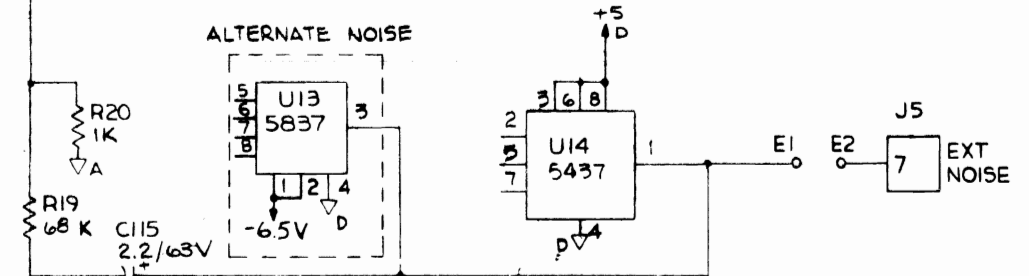 +5
D
ALTERNATE NOISE
5
6
7
8
U13
5837
3
1
2
4
-6.5V
D
R20
1K
A
R19
68 K
C115
2.2/63V
+
3
6
8
2
5
7
U14
5437
1
4
D
E1
E2
J5
7
EXT
NOISE